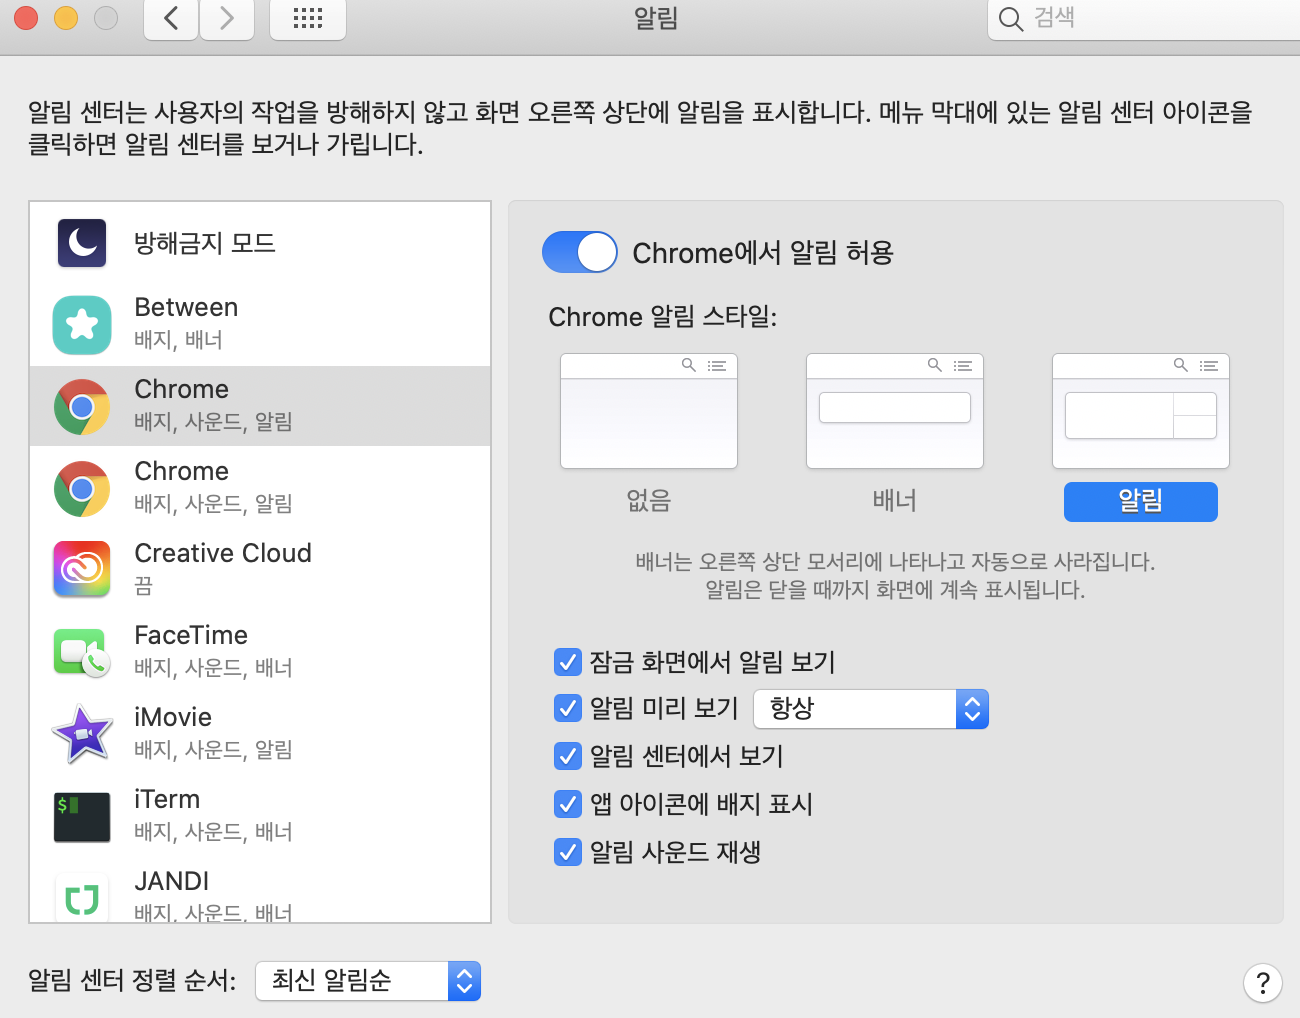 알림
검색
알림 센터는 사용자의 작업을 방해하지 않고 화면 오른쪽 상단에 알림을 표시합니다. 메뉴 막대에 있는 알림 센터 아이콘을
클릭하면 알림 센터를 보거나 가립니다.
방해금지 모드
Between
배지, 배너
Chrome
배지, 사운드, 알림
Chrome
배지, 사운드, 알림
Creative Cloud
끔
FaceTime
배지, 사운드, 배너
iMovie
배지, 사운드, 알림
$
iTerm
배지, 사운드, 배너
JANDI
배지, 사운드, 배너
Chrome에서 알림 허용
Chrome 알림 스타일:
없음
배너
알림
배너는 오른쪽 상단 모서리에 나타나고 자동으로 사라집니다.
알림은 닫을 때까지 화면에 계속 표시됩니다.
잠금 화면에서 알림 보기
알림 미리 보기 항상
알림 센터에서 보기
앱 아이콘에 배지 표시
알림 사운드 재생
알림 센터 정렬 순서: 최신 알림순
?